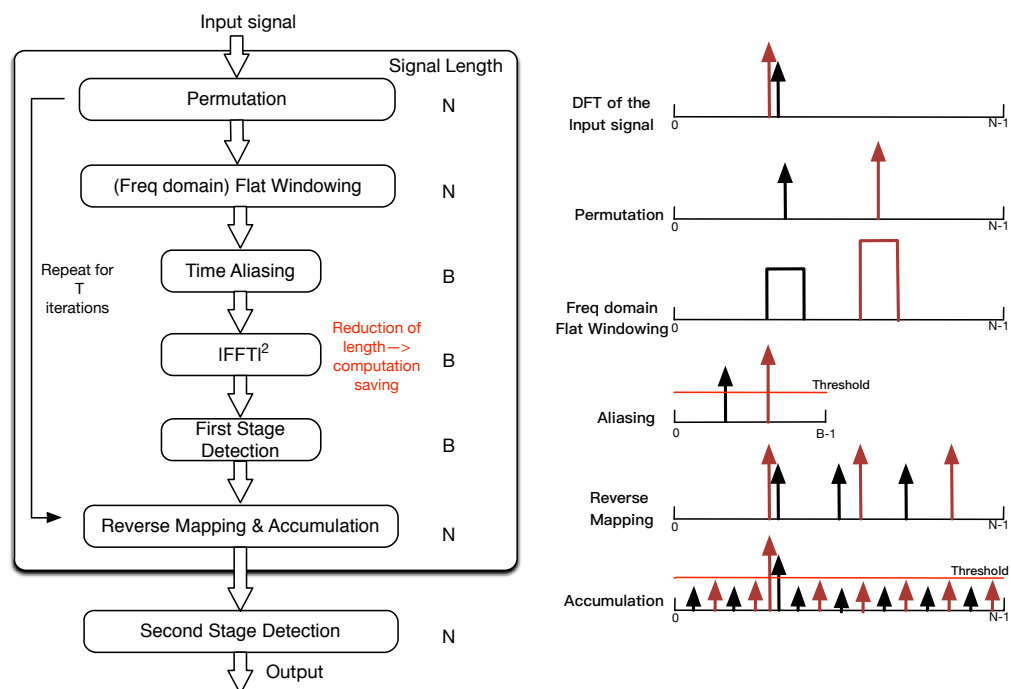 Input signal
Signal Length
Permutation
N
(Freq domain) Flat Windowing
N
Time Aliasing
B
Repeat for
T
iterations
|FFT|²
B
Reduction of
length—>
computation
saving
First Stage
Detection
B
Reverse Mapping & Accumulation
N
Second Stage Detection
N
Output
DFT of the
Input signal
0
N-1
Permutation
0
N-1
Freq domain
Flat Windowing
0
N-1
Threshold
Aliasing
0
B-1
Reverse
Mapping
0
N-1
Threshold
Accumulation
0
N-1